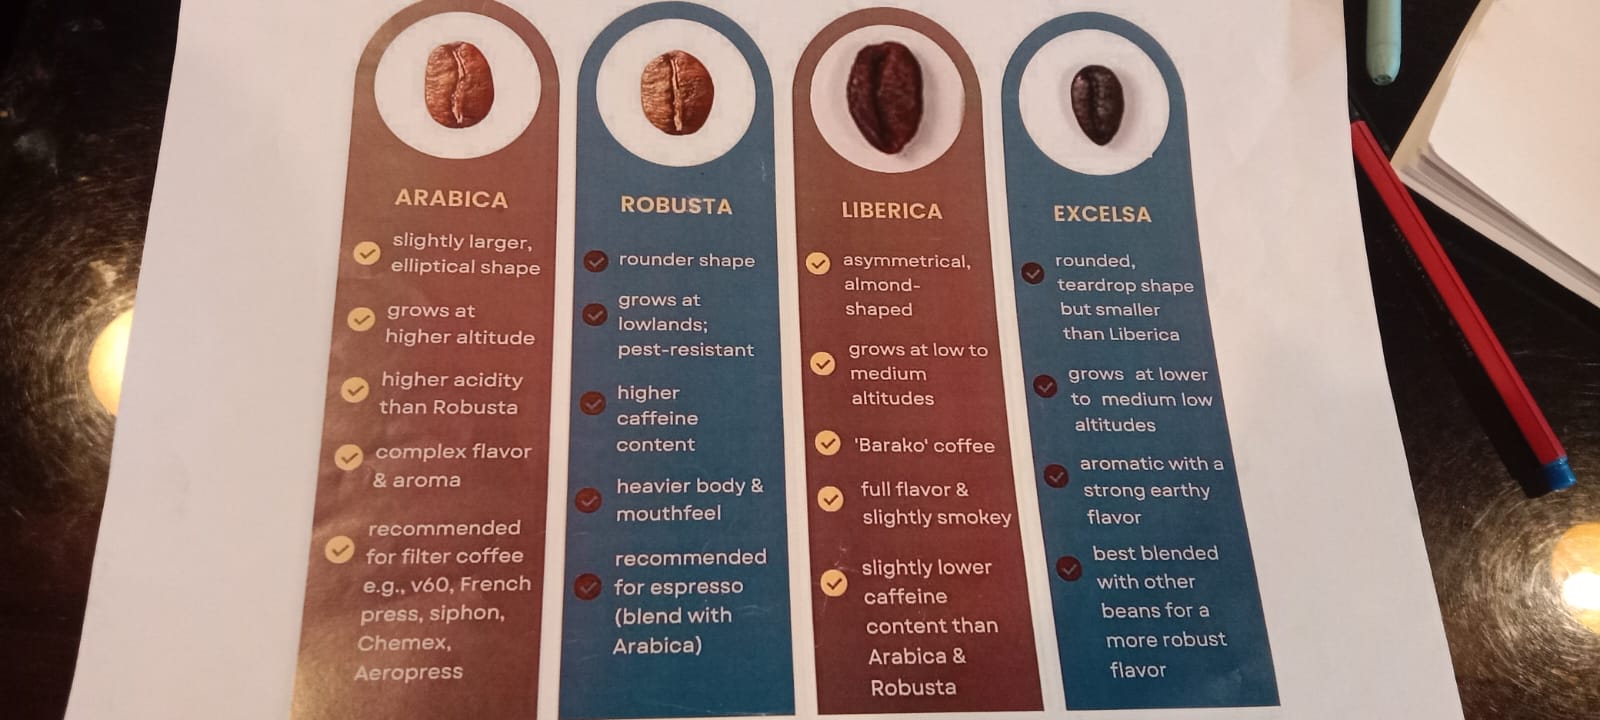 ARABICA
slightly larger,
elliptical shape
grows at
higher altitude
higher acidity
than Robusta
complex flavor
& aroma
recommended
for filter coffee
e.g., v60, French
press, siphon,
Chemex,
Aeropress
ROBUSTA
rounder shape
grows at
lowlands;
pest-resistant
higher
caffeine
content
heavier body &
mouthfeel
recommended
for espresso
(blend with
Arabica)
LIBERICA
asymmetrical,
almond-
shaped
grows at low to
medium
altitudes
'Barako' coffee
full flavor &
slightly smokey
slightly lower
caffeine
content than
Arabica &
Robusta
EXCELSA
rounded,
teardrop shape
but smaller
than Liberica
grows at lower
to medium low
altitudes
aromatic with a
strong earthy
flavor
best blended
with other
beans for a
more robust
flavor